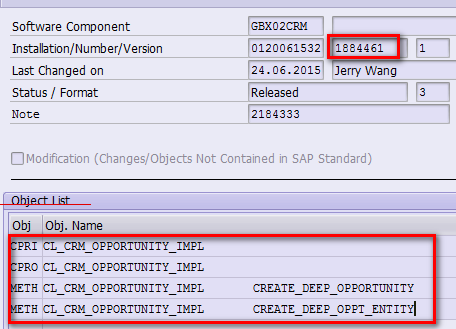 Software Component GBX02CRM
Installation/Number/Version 0120061532 1884461 1
Last Changed on 24.06.2015 Jerry Wang
Status / Format Released 3
Note 2184333
Modification (Changes/Objects Not Contained in SAP Standard)
Object List
Obj Obj. Name
CPRI CL_CRM_OPPORTUNITY_IMPL
CPRO CL_CRM_OPPORTUNITY_IMPL
METH CL_CRM_OPPORTUNITY_IMPL CREATE_DEEP_OPPORTUNITY
METH CL_CRM_OPPORTUNITY_IMPL CREATE_DEEP_OPPT_ENTITY